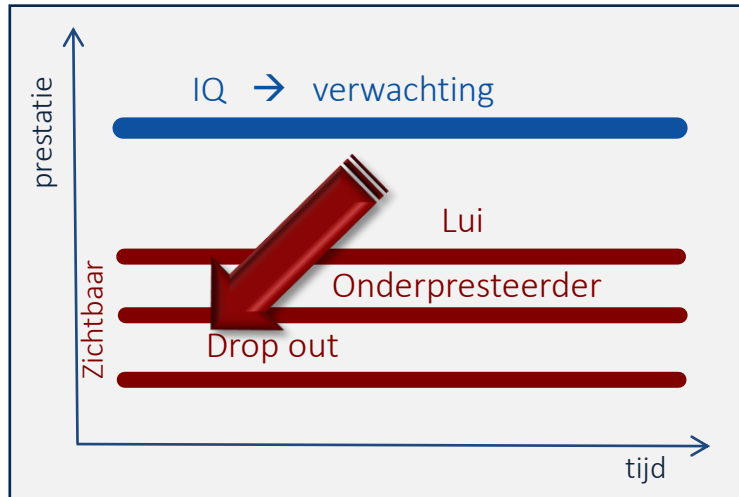 IQ → verwachting
prestatie
Lui
Onderpresteerder
Zichtbaar
Drop out
tijd